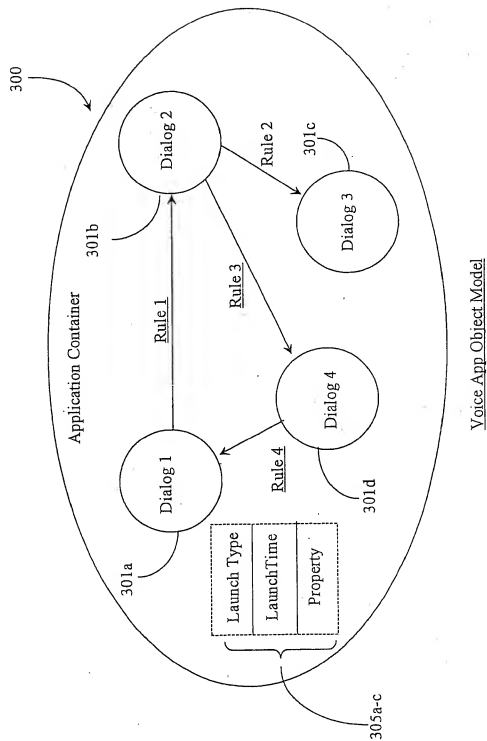 300
Application Container
Dialog 1
301a
Rule 1
Dialog 2
301b
Rule 2
Dialog 3
301c
Rule 3
Dialog 4
301d
Rule 4
Launch Type
LaunchTime
Property
305a-c
Voice App Object Model